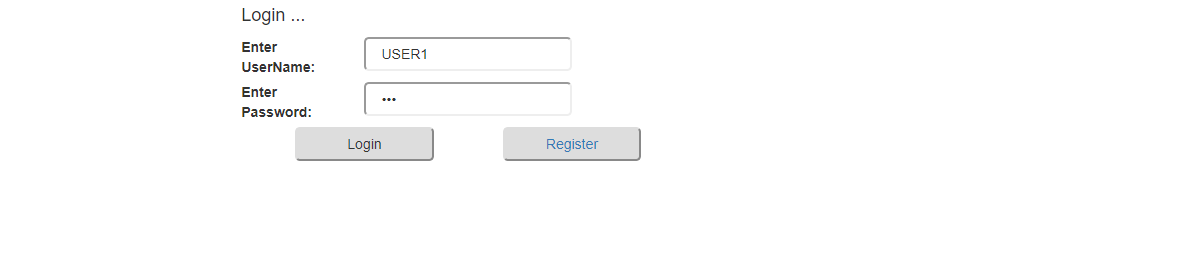 Login ...
Enter
UserName:
USER1
Enter
Password:
•••
Login
Register